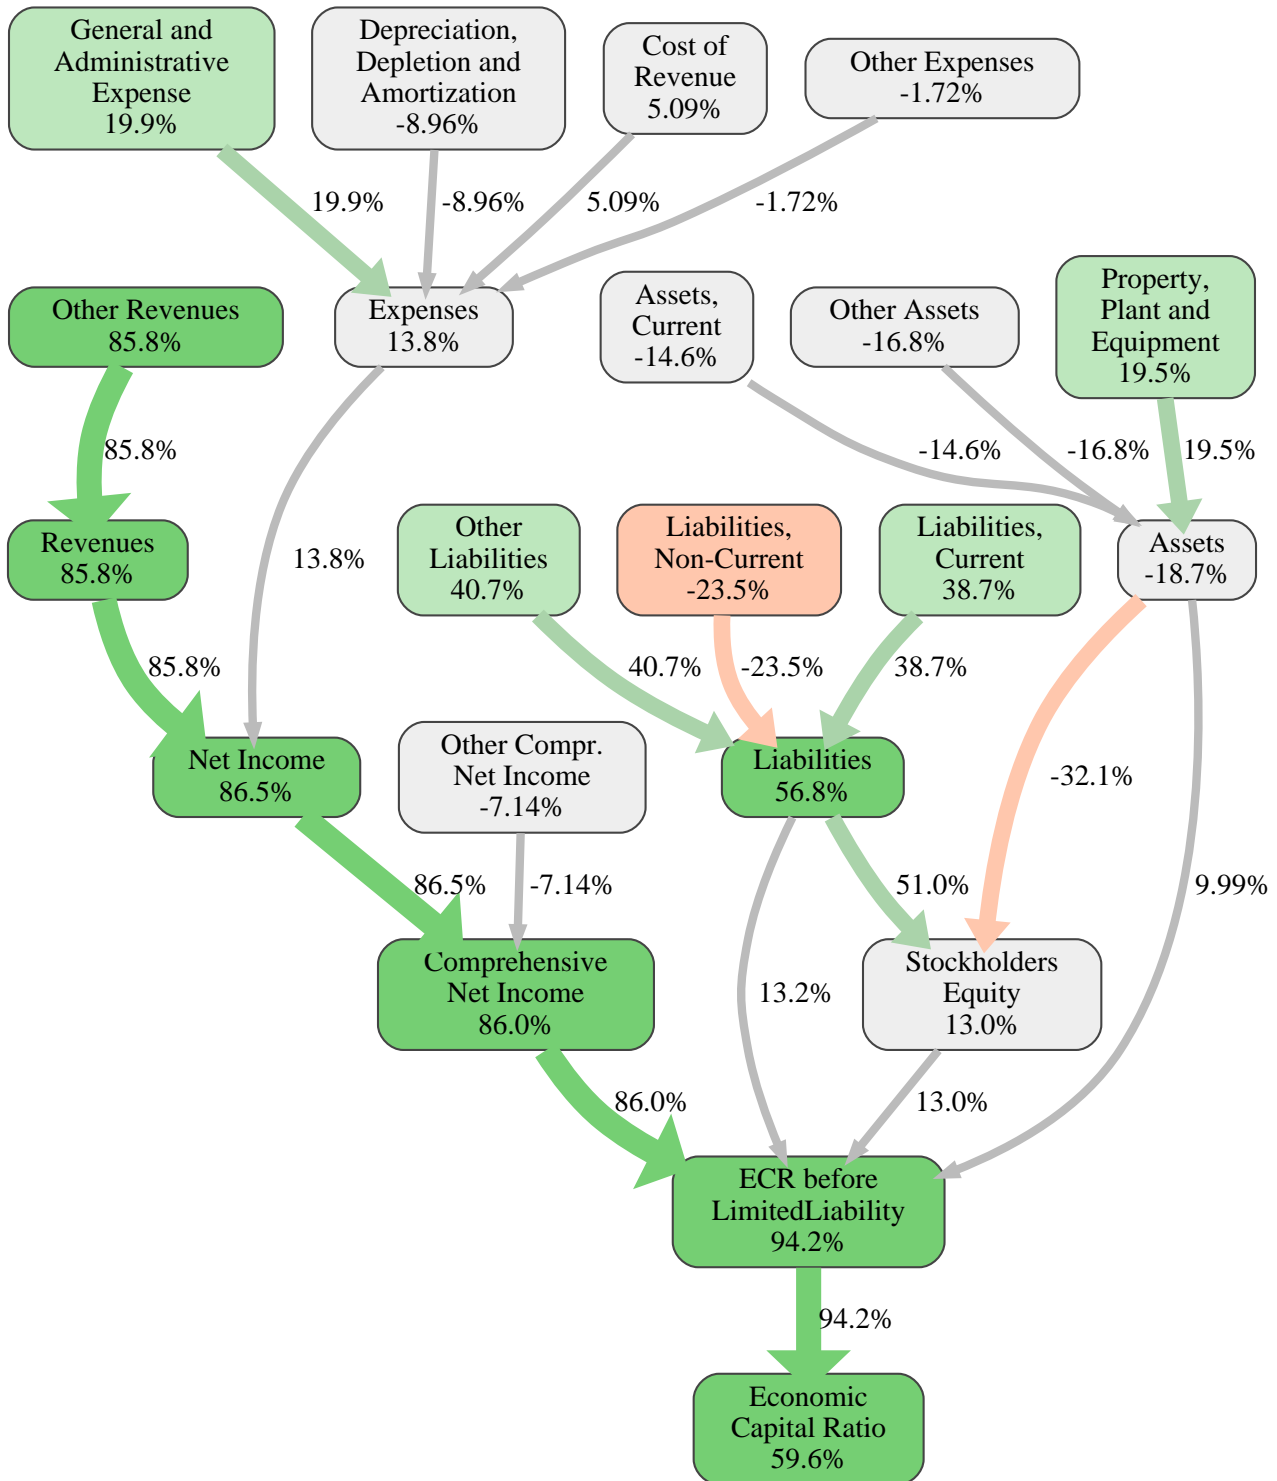 General and
Administrative
Expense
19.9%
Depreciation,
Depletion and
Amortization
-8.96%
Cost of
Revenue
5.09%
Other Expenses
-1.72%
19.9%
-8.96%
5.09%
-1.72%
Other Revenues
85.8%
Expenses
13.8%
Assets,
Current
-14.6%
Other Assets
-16.8%
Property,
Plant and
Equipment
19.5%
85.8%
-14.6%
-16.8%
19.5%
Revenues
85.8%
13.8%
Other
Liabilities
40.7%
Liabilities,
Non-Current
-23.5%
Liabilities,
Current
38.7%
Assets
-18.7%
85.8%
40.7%
-23.5%
38.7%
Net Income
86.5%
Other Compr.
Net Income
-7.14%
Liabilities
56.8%
-32.1%
86.5%
-7.14%
51.0%
9.99%
Comprehensive
Net Income
86.0%
13.2%
Stockholders
Equity
13.0%
86.0%
13.0%
ECR before
LimitedLiability
94.2%
94.2%
Economic
Capital Ratio
59.6%